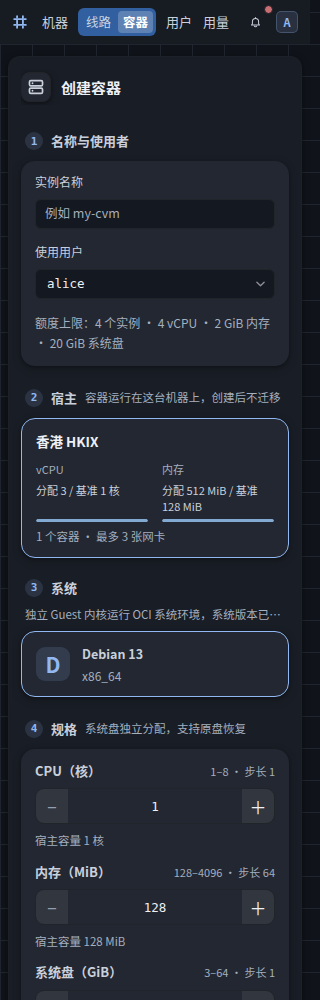 机器 线路 容器 用户 用量 A
创建容器
1 名称与使用者
实例名称
例如 my-cvm
使用用户
alice
额度上限：4 个实例 · 4 vCPU · 2 GiB 内存
· 20 GiB 系统盘
2 宿主 容器运行在这台机器上，创建后不迁移
香港 HKIX
vCPU 内存
分配 3 / 基准 1 核 分配 512 MiB / 基准
128 MiB
1 个容器 · 最多 3 张网卡
3 系统
独立 Guest 内核运行 OCI 系统环境，系统版本已…
D Debian 13
x86_64
4 规格 系统盘独立分配，支持原盘恢复
CPU（核） 1–8 · 步长 1
− 1 +
宿主容量 1 核
内存（MiB） 128–4096 · 步长 64
− 128 +
宿主容量 128 MiB
系统盘（GiB） 3–64 · 步长 1